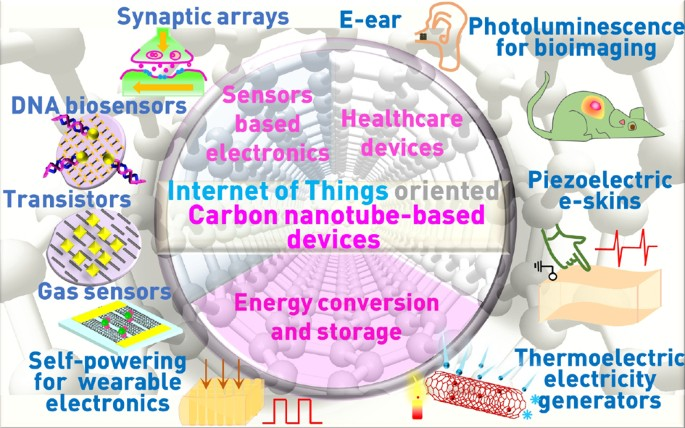 Synaptic arrays
E-ear
Photoluminescence
for bioimaging
DNA biosensors
Sensors
based
electronics
Healthcare
devices
Transistors
Internet of Things oriented
Carbon nanotube-based
devices
Piezoelectric
e-skins
Gas sensors
Energy conversion
and storage
Self-powering
for wearable
electronics
Thermoelectric
electricity
generators